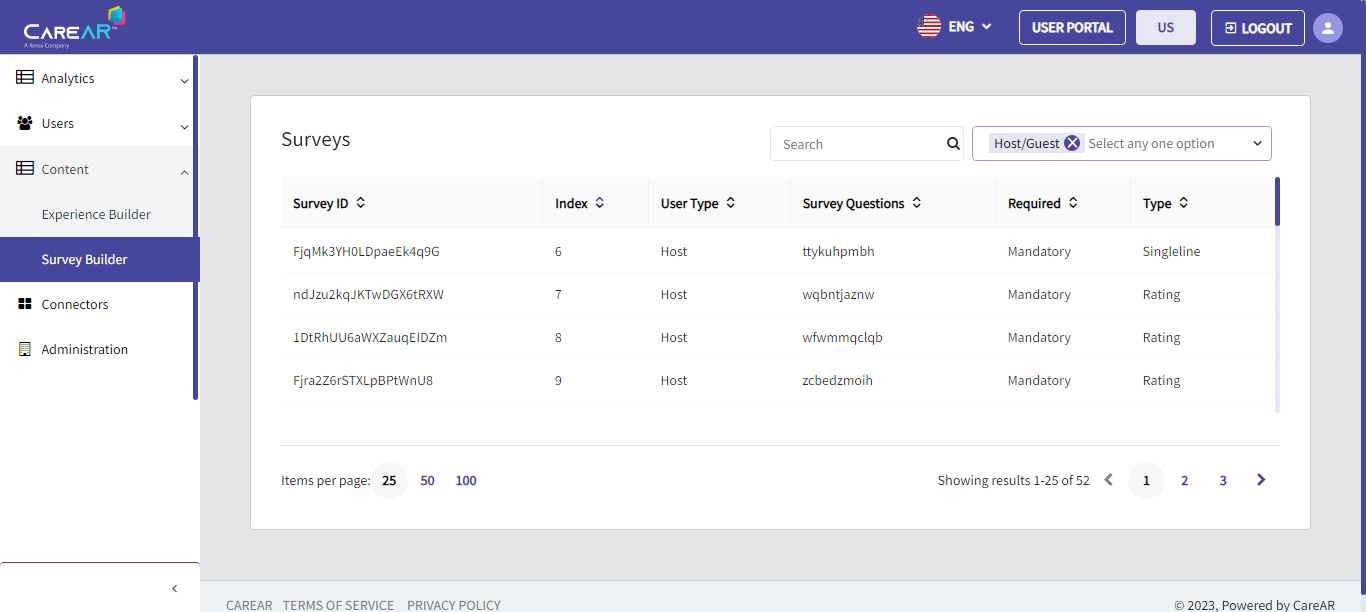 CAREAR™
A Xerox Company
ENG
USER PORTAL
US
LOGOUT
Analytics
Users
Content
Experience Builder
Survey Builder
Connectors
Administration
Surveys
Search
Host/Guest Select any one option
Survey ID Index User Type Survey Questions Required Type
FjqMk3YH0LDpaeEk4q9G 6 Host ttykuhpmbh Mandatory Singleline
ndJzu2kqJKTwDGX6tRXW 7 Host wqbntjaznw Mandatory Rating
1DtRhUU6aWXZauqEIDZm 8 Host wfwmmqclqb Mandatory Rating
Fjra2Z6rSTXLpBPtWnU8 9 Host zcbedzmoih Mandatory Rating
Items per page: 25 50 100
Showing results 1-25 of 52 1 2 3
CAREAR TERMS OF SERVICE PRIVACY POLICY
© 2023, Powered by CareAR